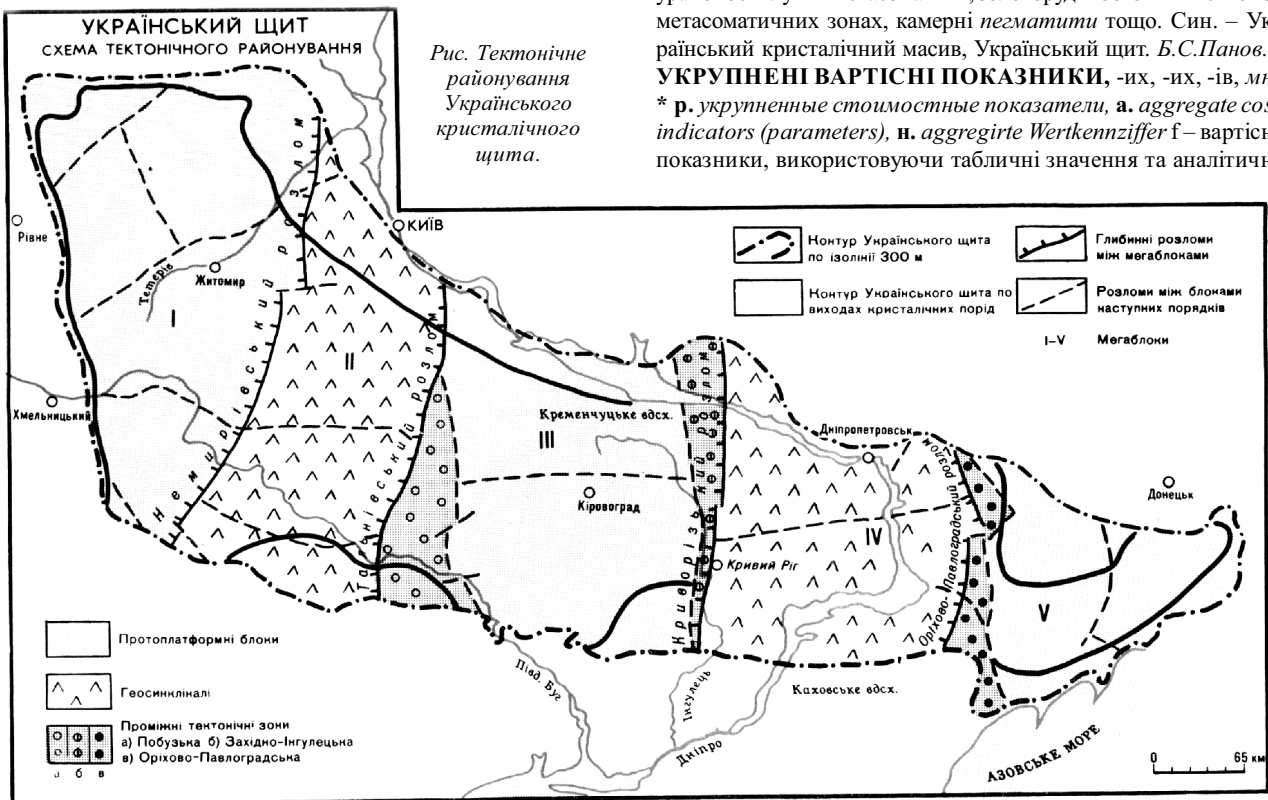 УКРАЇНСЬКИЙ ЩИТ
СХЕМА ТЕКТОНІЧНОГО РАЙОНУВАННЯ
Рис. Тектонічне
районування
Українського
кристалічного
щита.
метасоматичних зонах, камерні пегматити тощо. Син. – Ук
раїнський кристалічний масив, Український щит. Б.С.Панов.
УКРУПНЕНІ ВАРТІСНІ ПОКАЗНИКИ, -их, -их, -ів, мн
* р. укрупненные стоимостные показатели, а. aggregate cos
indicators (parameters), н. aggregirte Wertkennziffer f – вартісн
показники, використовуючи табличні значення та аналітичн
Контур Українського щита
по ізолінії 300 м
Контур Українського щита по
виходах кристалічних порід
Глибинні розломи
між мегаблоками
Розломи між блоками
наступних порядків
I–V Мегаблоки
Рівне
КИЇВ
Житомир
Тетерів
I
II
Хмельницький
Немирівський розлом
Тальнівський розлом
Кременчуцьке вдсх.
III
Кіровоград
Криворізький розлом
Кривий Ріг
Дніпропетровськ
IV
Оріхово-Павлоградський розлом
V
Донецьк
Півд. Буг
Інгулець
Дніпро
Каховське вдсх.
АЗОВСЬКЕ МОРЕ
0 65 км
Протоплатформні блоки
Геосинкліналі
Проміжні тектонічні зони
а) Побузька б) Західно-Інгулецька
в) Оріхово-Павлоградська
а б в